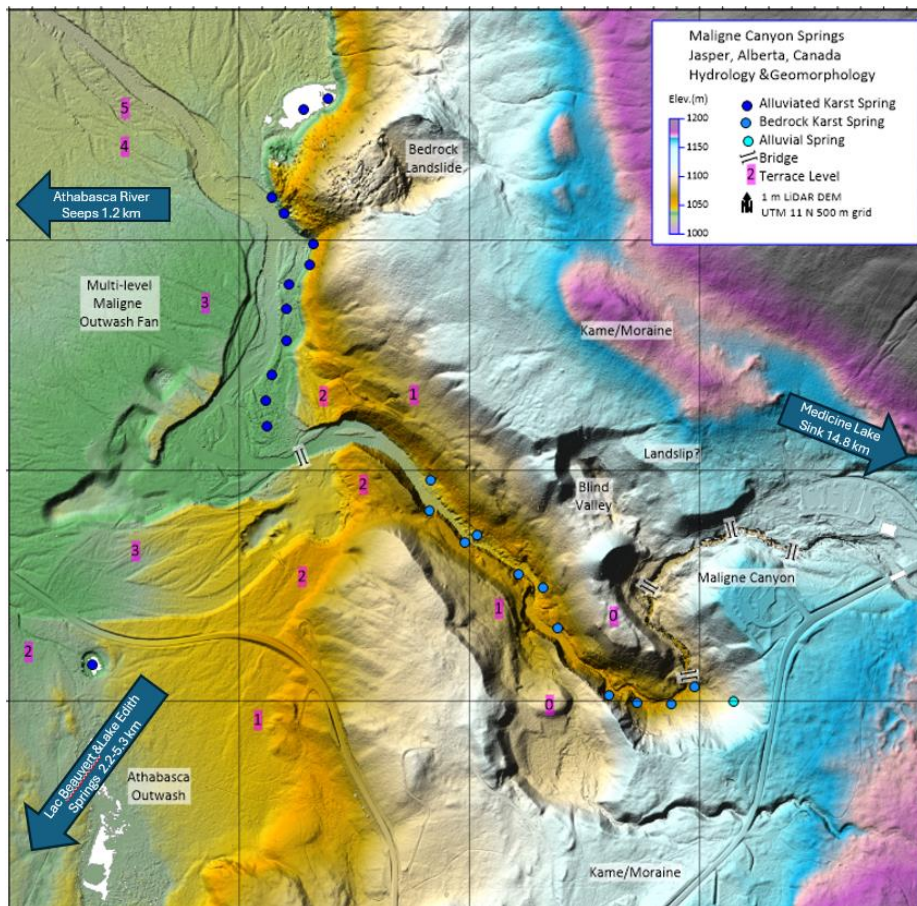 Maligne Canyon Springs
Jasper, Alberta, Canada
Hydrology &Geomorphology
Elev.(m)
1200
1150
1100
1050
1000
Alluviated Karst Spring
Bedrock Karst Spring
Alluvial Spring
Bridge
2 Terrace Level
1 m LiDAR DEM
UTM 11 N 500 m grid
5
4
Bedrock
Landslide
Athabasca River
Seeps 1.2 km
Multi-level
Maligne
Outwash Fan
3
Kame/Moraine
2
1
Medicine Lake
Sink 14.8 km
Landslip?
2
Blind
Valley
3
2
Maligne Canyon
1
0
2
0
1
Lac Beauvert&Lake Edith
Springs 2.2-5.3 km
Athabasca
Outwash
Kame/Moraine